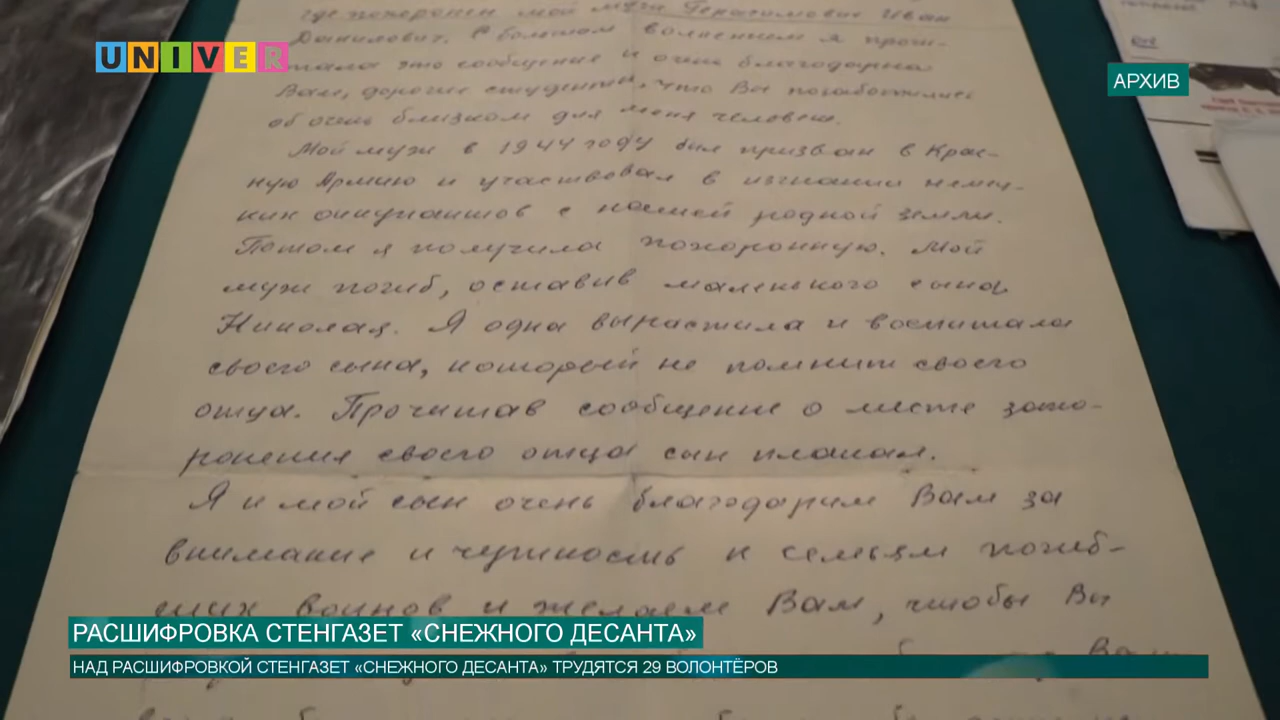 где похоронен мой муж Герасимович Иван
Данилович. С большим волнением я прочи-
тала это сообщение и очень благодарна
Вам, дорогие студенты, что Вы позаботились
об очень близком для меня человеке.
Мой муж в 1944 году был призван в Крас-
ную Армию и участвовал в изгнании немец-
ких оккупантов с нашей родной земли.
Потом я получила похоронную. Мой
муж погиб, оставив маленького сына
Николая. Я одна вырастила и воспитала
своего сына, который не помнит своего
отца. Прочитав сообщение о месте захо-
ронения своего отца сын плакал.
Я и мой сын очень благодарим Вам за
внимание и чуткость к семьям погиб-
ших воинов и желаем Вам, чтобы Вы
UNIVER
АРХИВ
РАСШИФРОВКА СТЕНГАЗЕТ «СНЕЖНОГО ДЕСАНТА»
НАД РАСШИФРОВКОЙ СТЕНГАЗЕТ «СНЕЖНОГО ДЕСАНТА» ТРУДЯТСЯ 29 ВОЛОНТЁРОВ